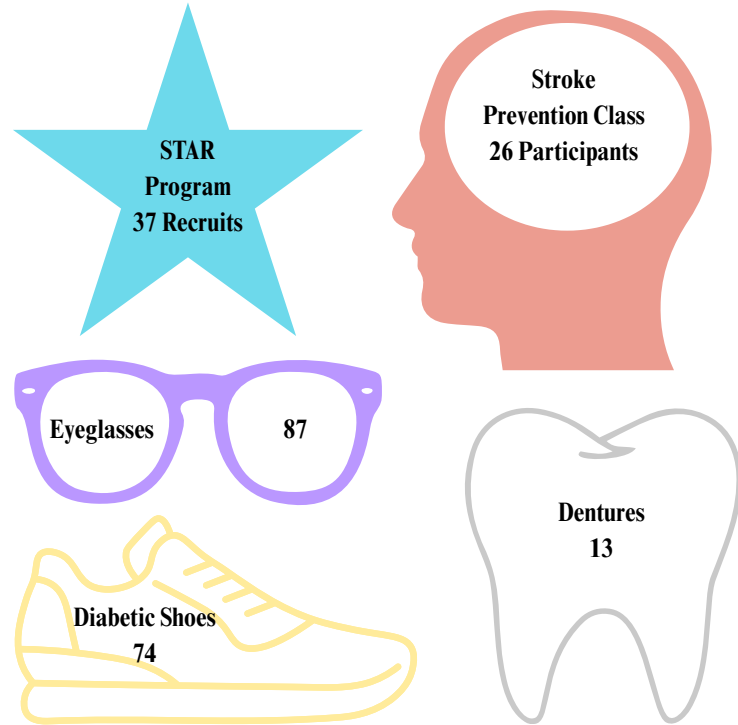 STAR
Program
37 Recruits
Stroke
Prevention Class
26 Participants
Eyeglasses 87
Dentures
13
Diabetic Shoes
74